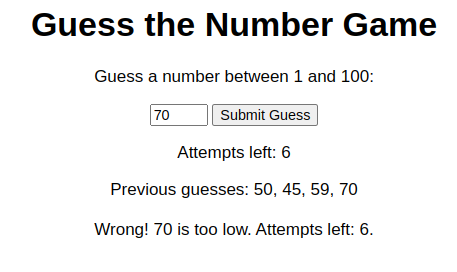 Guess the Number Game
Guess a number between 1 and 100:
70 Submit Guess
Attempts left: 6
Previous guesses: 50, 45, 59, 70
Wrong! 70 is too low. Attempts left: 6.